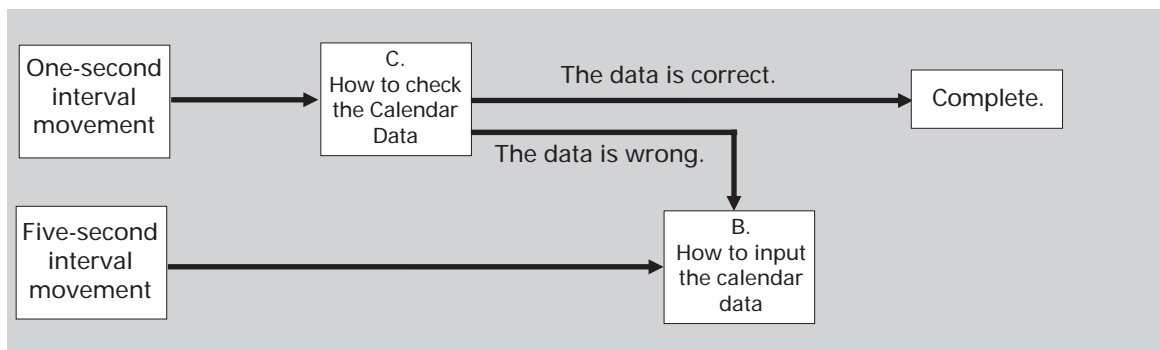 One-second
interval
movement
C.
How to check
the Calendar
Data
The data is correct.
Complete.
The data is wrong.
Five-second
interval
movement
B.
How to input
the calendar
data